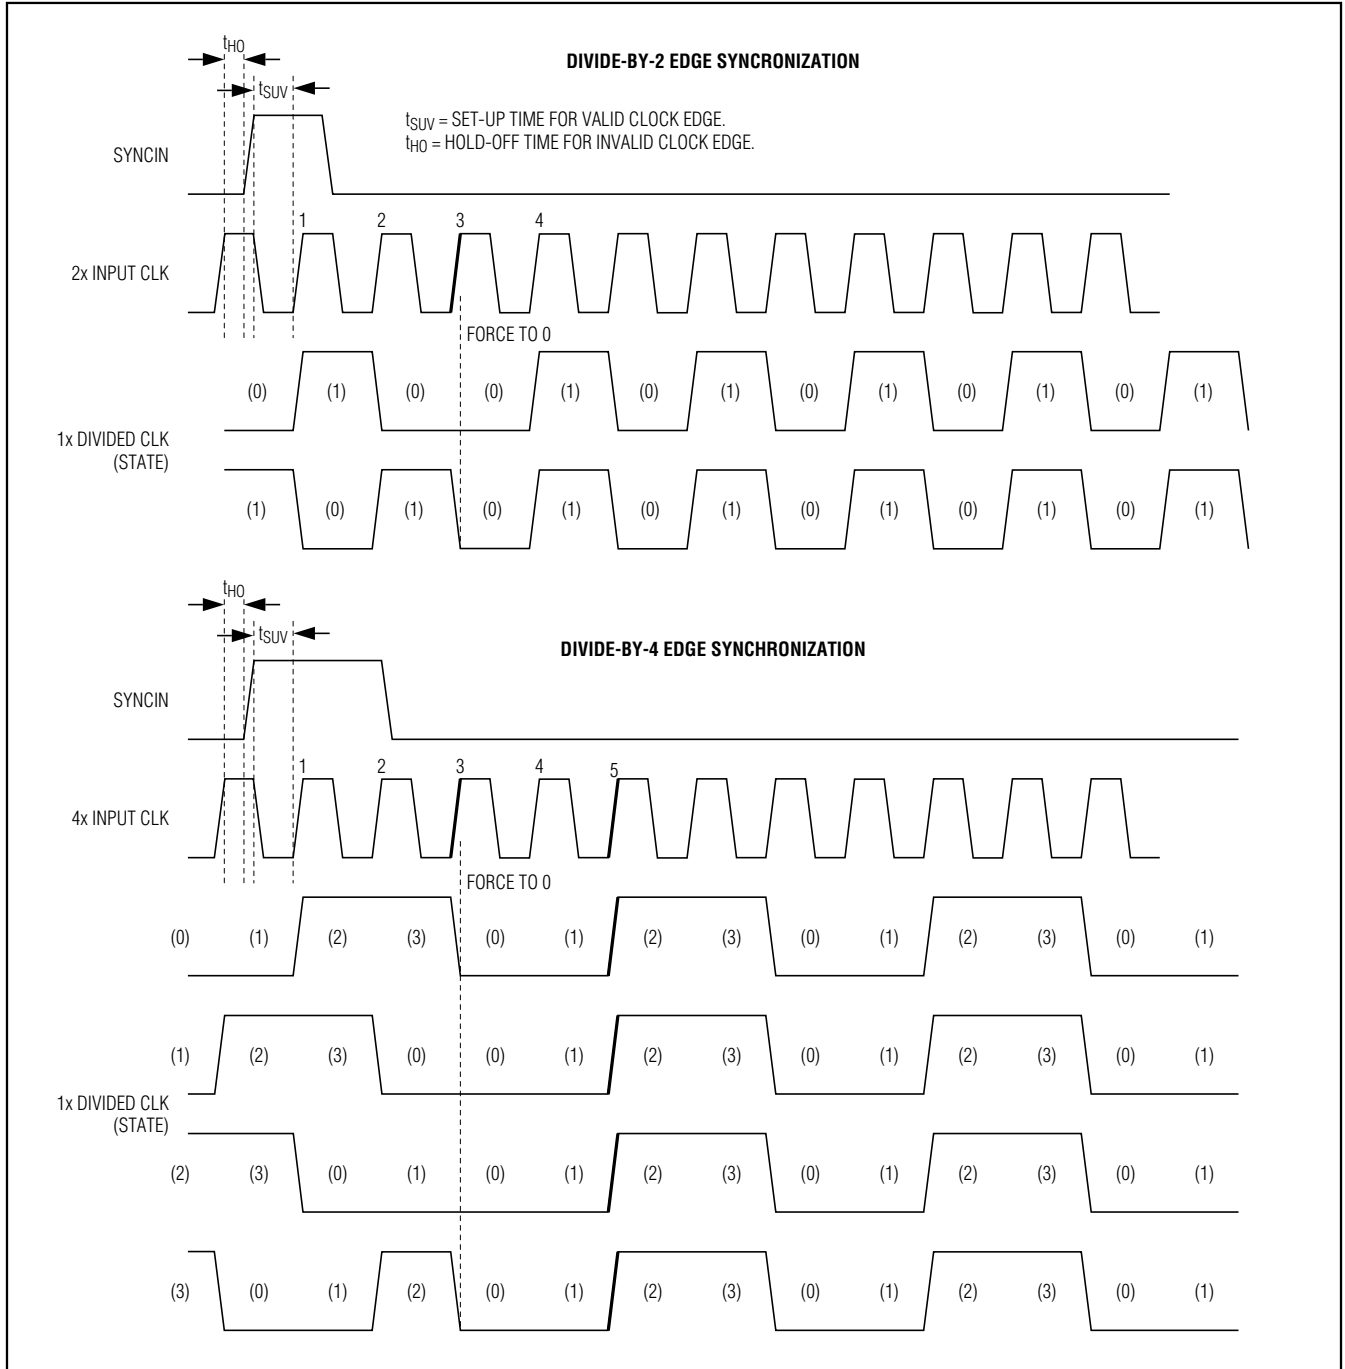 tHO
DIVIDE-BY-2 EDGE SYNCRONIZATION
tSUV
tSUV = SET-UP TIME FOR VALID CLOCK EDGE.
tHO = HOLD-OFF TIME FOR INVALID CLOCK EDGE.
SYNCIN
1 2 3 4
2x INPUT CLK
FORCE TO 0
(0) (1) (0) (0) (1) (0) (1) (0) (1) (0) (1) (0) (1)
1x DIVIDED CLK
(STATE)
(1) (0) (1) (0) (1) (0) (1) (0) (1) (0) (1) (0) (1)
tHO
tSUV
DIVIDE-BY-4 EDGE SYNCHRONIZATION
SYNCIN
1 2 3 4 5
4x INPUT CLK
FORCE TO 0
(0) (1) (2) (3) (0) (1) (2) (3) (0) (1) (2) (3) (0) (1)
(1) (2) (3) (0) (0) (1) (2) (3) (0) (1) (2) (3) (0) (1)
1x DIVIDED CLK
(STATE)
(2) (3) (0) (1) (0) (1) (2) (3) (0) (1) (2) (3) (0) (1)
(3) (0) (1) (2) (0) (1) (2) (3) (0) (1) (2) (3) (0) (1)